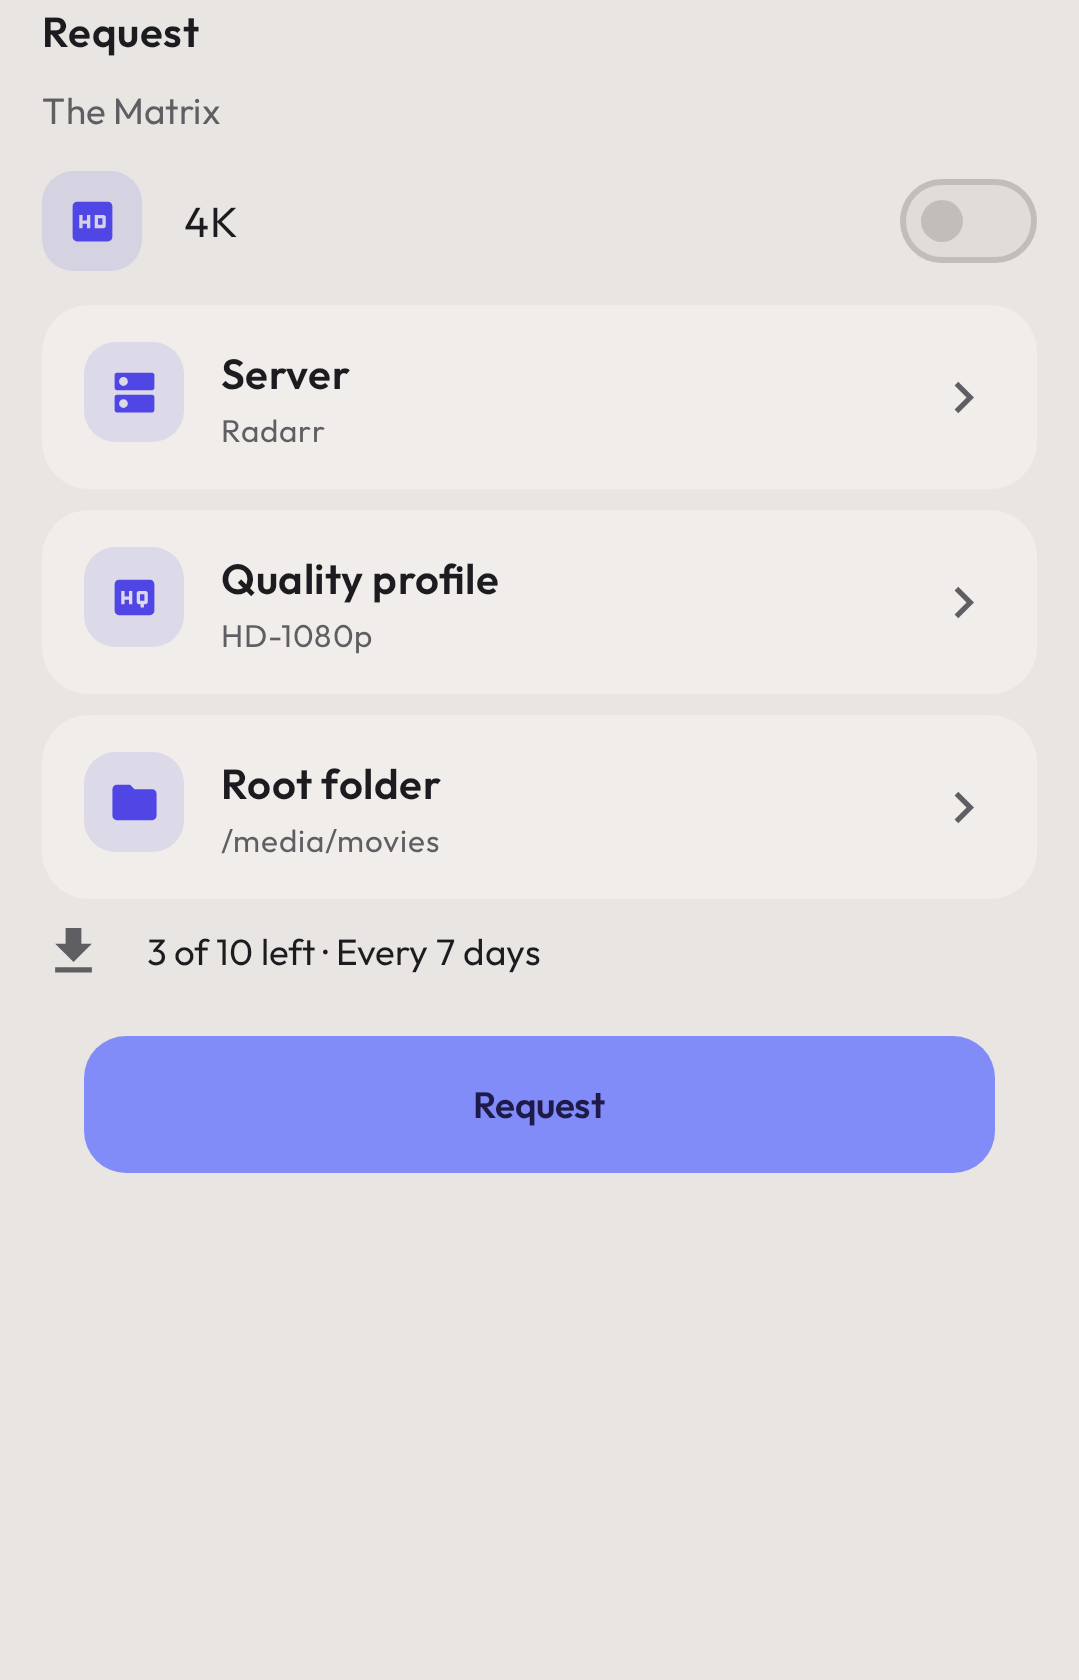 Request
The Matrix
HD
4K
Server
Radarr
HQ
Quality profile
HD-1080p
Root folder
/media/movies
3 of 10 left · Every 7 days
Request